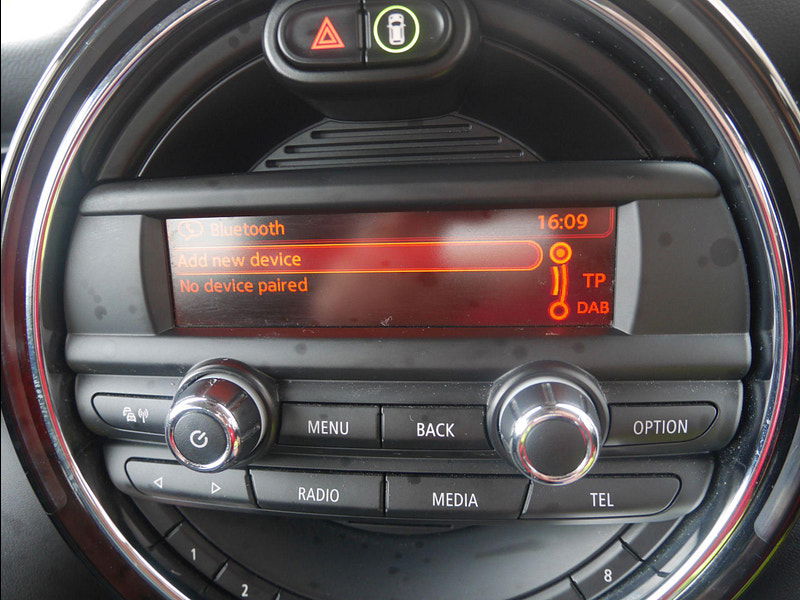 Bluetooth 16:09
Add new device
No device paired
TP
DAB
MENU BACK OPTION
RADIO MEDIA TEL
1
2
8